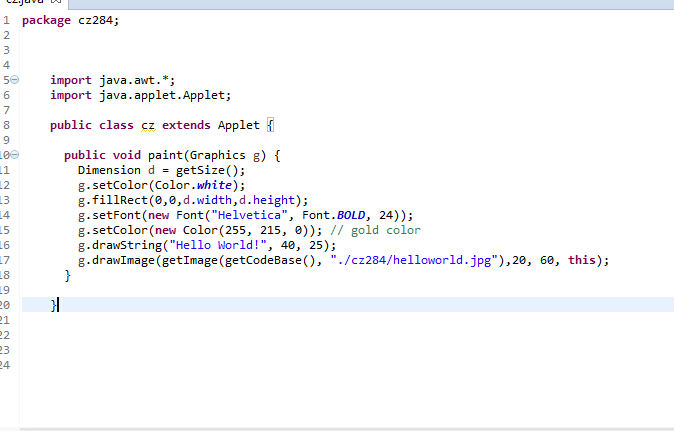 cz.java
1 package cz284;
2
3
4
5 import java.awt.*;
6 import java.applet.Applet;
7
8 public class cz extends Applet {
9
10 public void paint(Graphics g) {
11 Dimension d = getSize();
12 g.setColor(Color.white);
13 g.fillRect(0,0,d.width,d.height);
14 g.setFont(new Font("Helvetica", Font.BOLD, 24));
15 g.setColor(new Color(255, 215, 0)); // gold color
16 g.drawString("Hello World!", 40, 25);
17 g.drawImage(getImage(getCodeBase(), "./cz284/helloworld.jpg"),20, 60, this);
18 }
19
20 }
21
22
23
24